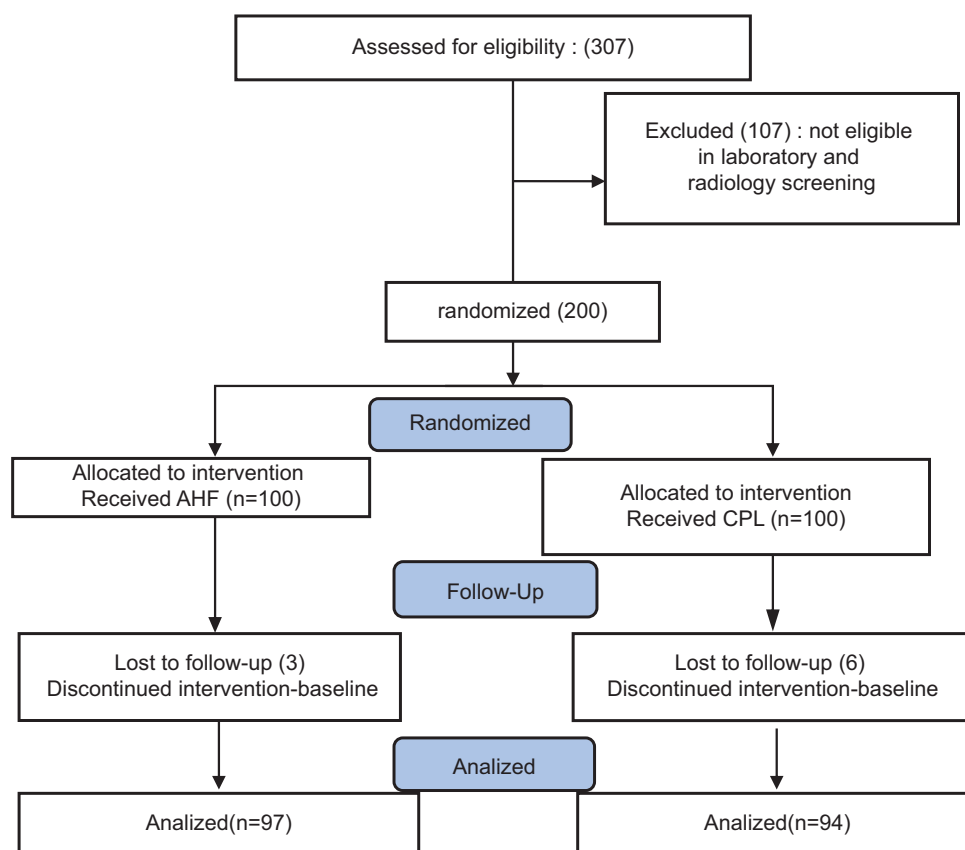 Assessed for eligibility : (307)
Excluded (107) : not eligible
in laboratory and
radiology screening
randomized (200)
Randomized
Allocated to intervention
Received AHF (n=100)
Allocated to intervention
Received CPL (n=100)
Follow-Up
Lost to follow-up (3)
Discontinued intervention-baseline
Lost to follow-up (6)
Discontinued intervention-baseline
Analized
Analized(n=97)
Analized(n=94)